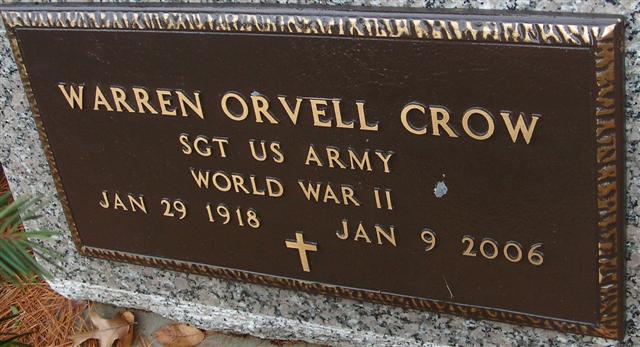 WARREN ORVELL CROW
SGT US ARMY
WORLD WAR II
JAN 29 1918 JAN 9 2006